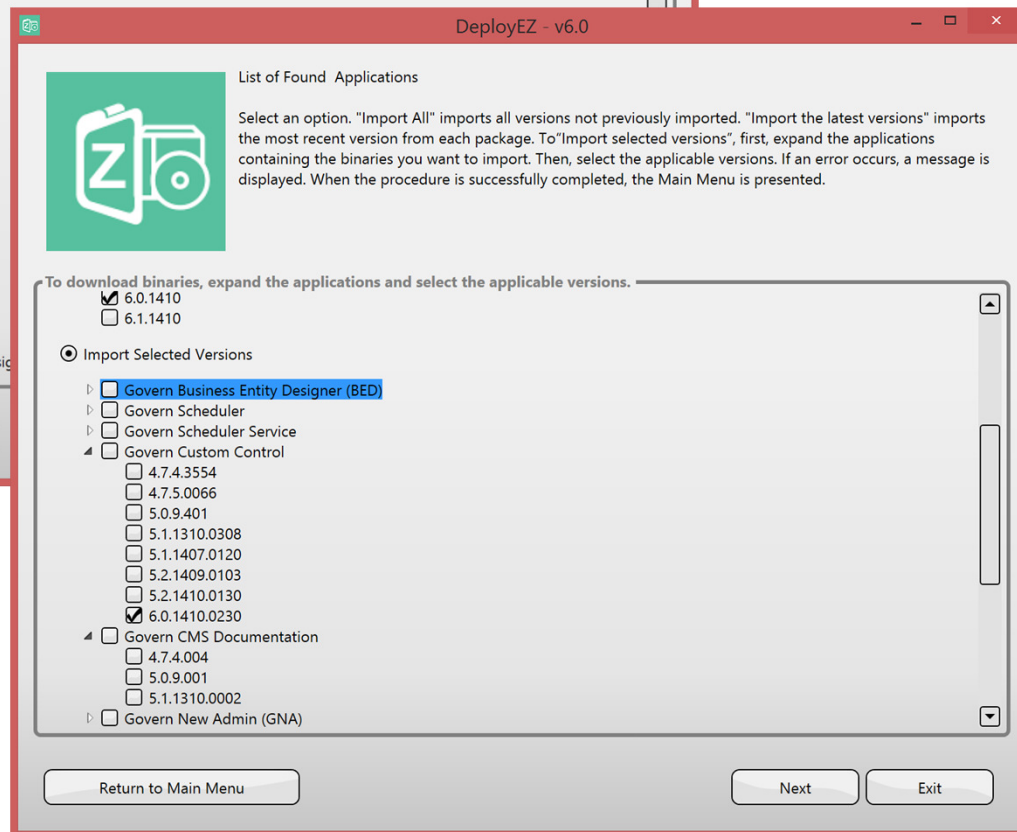 DeployEZ - v6.0
List of Found Applications
Select an option. "Import All" imports all versions not previously imported. "Import the latest versions" imports
the most recent version from each package. To"Import selected versions", first, expand the applications
containing the binaries you want to import. Then, select the applicable versions. If an error occurs, a message is
displayed. When the procedure is successfully completed, the Main Menu is presented.
Z
To download binaries, expand the applications and select the applicable versions.
6.0.1410
6.1.1410
Import Selected Versions
Govern Business Entity Designer (BED)
Govern Scheduler
Govern Scheduler Service
Govern Custom Control
4.7.4.3554
4.7.5.0066
5.0.9.401
5.1.1310.0308
5.1.1407.0120
5.2.1409.0103
5.2.1410.0130
6.0.1410.0230
Govern CMS Documentation
4.7.4.004
5.0.9.001
5.1.1310.0002
Govern New Admin (GNA)
Return to Main Menu
Next
Exit